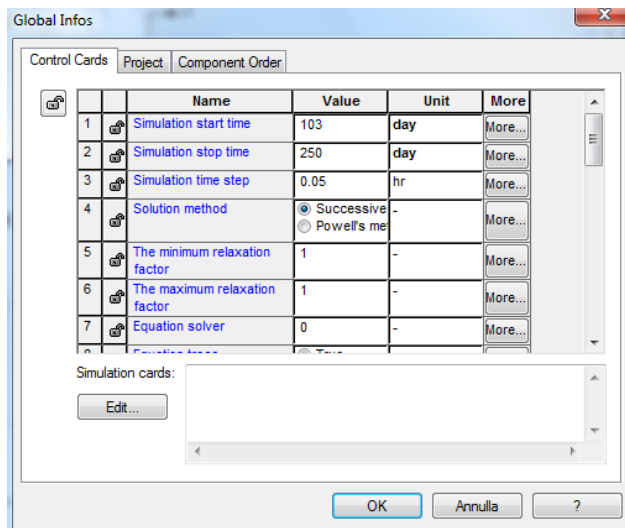 Global Infos
Control Cards Project Component Order
Name Value Unit More
1 Simulation start time 103 day More...
2 Simulation stop time 250 day More...
3 Simulation time step 0.05 hr More...
4 Solution method Successive - More...
Powell's me
5 The minimum relaxation 1 - More...
factor
6 The maximum relaxation 1 - More...
factor
7 Equation solver 0 - More...
Simulation cards:
Edit...
OK Annulla ?